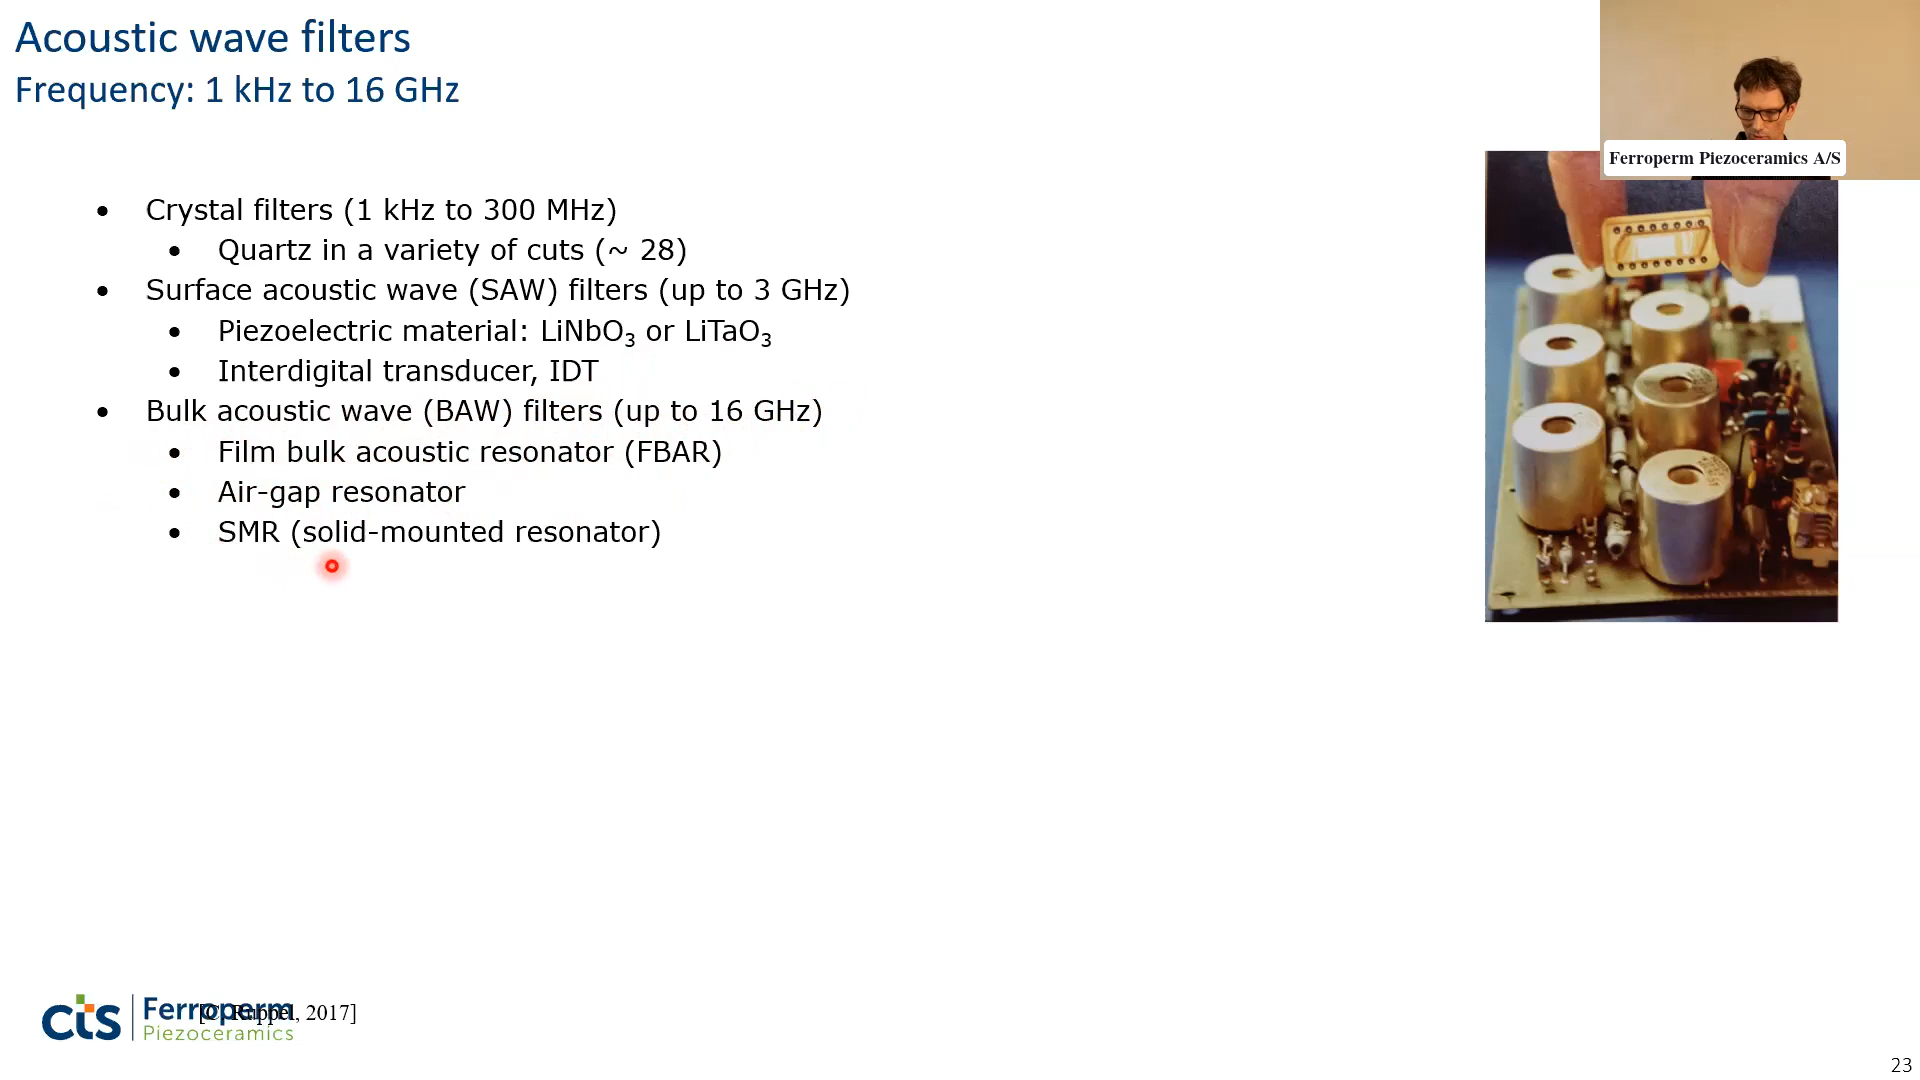 Acoustic wave filters
Frequency: 1 kHz to 16 GHz
Ferroperm Piezoceramics A/S
• Crystal filters (1 kHz to 300 MHz)
• Quartz in a variety of cuts (~ 28)
• Surface acoustic wave (SAW) filters (up to 3 GHz)
• Piezoelectric material: LiNbO₃ or LiTaO₃
• Interdigital transducer, IDT
• Bulk acoustic wave (BAW) filters (up to 16 GHz)
• Film bulk acoustic resonator (FBAR)
• Air-gap resonator
• SMR (solid-mounted resonator)
cts Ferroperm
Piezoceramics
[C. Ruppel, 2017]
23